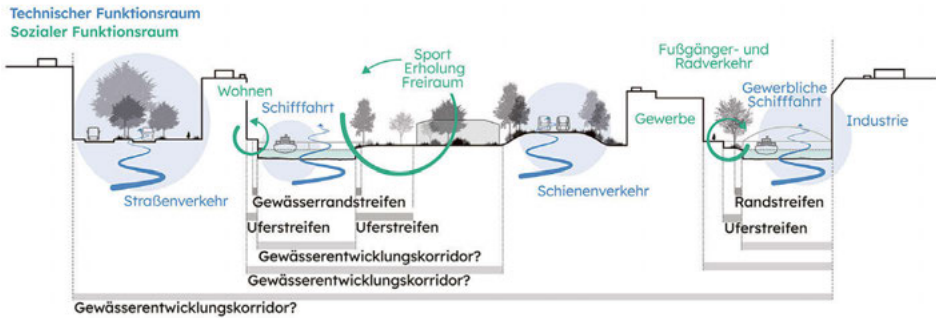 Technischer Funktionsraum
Sozialer Funktionsraum
Sport
Erholung
Freiraum
Fußgänger- und
Radverkehr
Wohnen
Schifffahrt
Gewerbliche
Schifffahrt
Gewerbe
Industrie
Straßenverkehr
Schienenverkehr
Gewässerrandstreifen
Randstreifen
Uferstreifen
Uferstreifen
Uferstreifen
Gewässerentwicklungskorridor?
Gewässerentwicklungskorridor?
Gewässerentwicklungskorridor?